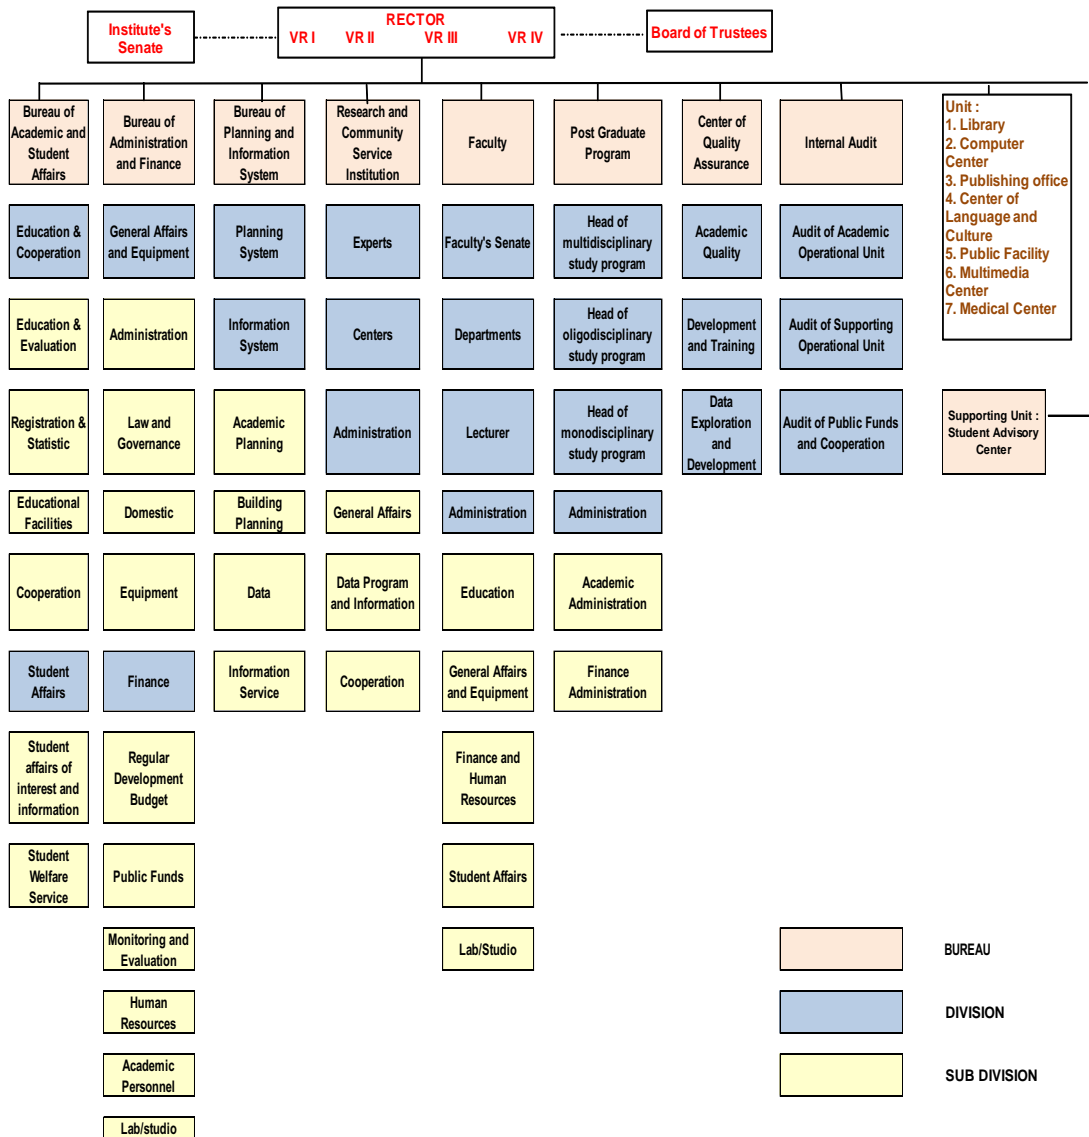 Institute's
Senate
RECTOR
VR I VR II VR III VR IV
Board of Trustees
Bureau of
Academic and
Student
Affairs
Bureau of
Administration
and Finance
Bureau of
Planning and
Information
System
Research and
Community
Service
Institution
Faculty
Post Graduate
Program
Center of
Quality
Assurance
Internal Audit
Unit :
1. Library
2. Computer
Center
3. Publishing office
4. Center of
Language and
Culture
5. Public Facility
6. Multimedia
Center
7. Medical Center
Education &
Cooperation
General Affairs
and Equipment
Planning
System
Experts
Faculty's Senate
Head of
multidisciplinary
study program
Academic
Quality
Audit of Academic
Operational Unit
Education &
Evaluation
Administration
Information
System
Centers
Departments
Head of
oligodisciplinary
study program
Development
and Training
Audit of Supporting
Operational Unit
Registration &
Statistic
Law and
Governance
Academic
Planning
Administration
Lecturer
Head of
monodisciplinary
study program
Data
Exploration
and
Development
Audit of Public Funds
and Cooperation
Supporting Unit :
Student Advisory
Center
Educational
Facilities
Domestic
Building
Planning
General Affairs
Administration
Administration
Cooperation
Equipment
Data
Data Program
and Information
Education
Academic
Administration
Student
Affairs
Finance
Information
Service
Cooperation
General Affairs
and Equipment
Finance
Administration
Student
affairs of
interest and
information
Regular
Development
Budget
Finance and
Human
Resources
Student
Welfare
Service
Public Funds
Student Affairs
Monitoring and
Evaluation
Lab/Studio
BUREAU
Human
Resources
DIVISION
Academic
Personnel
SUB DIVISION
Lab/studio